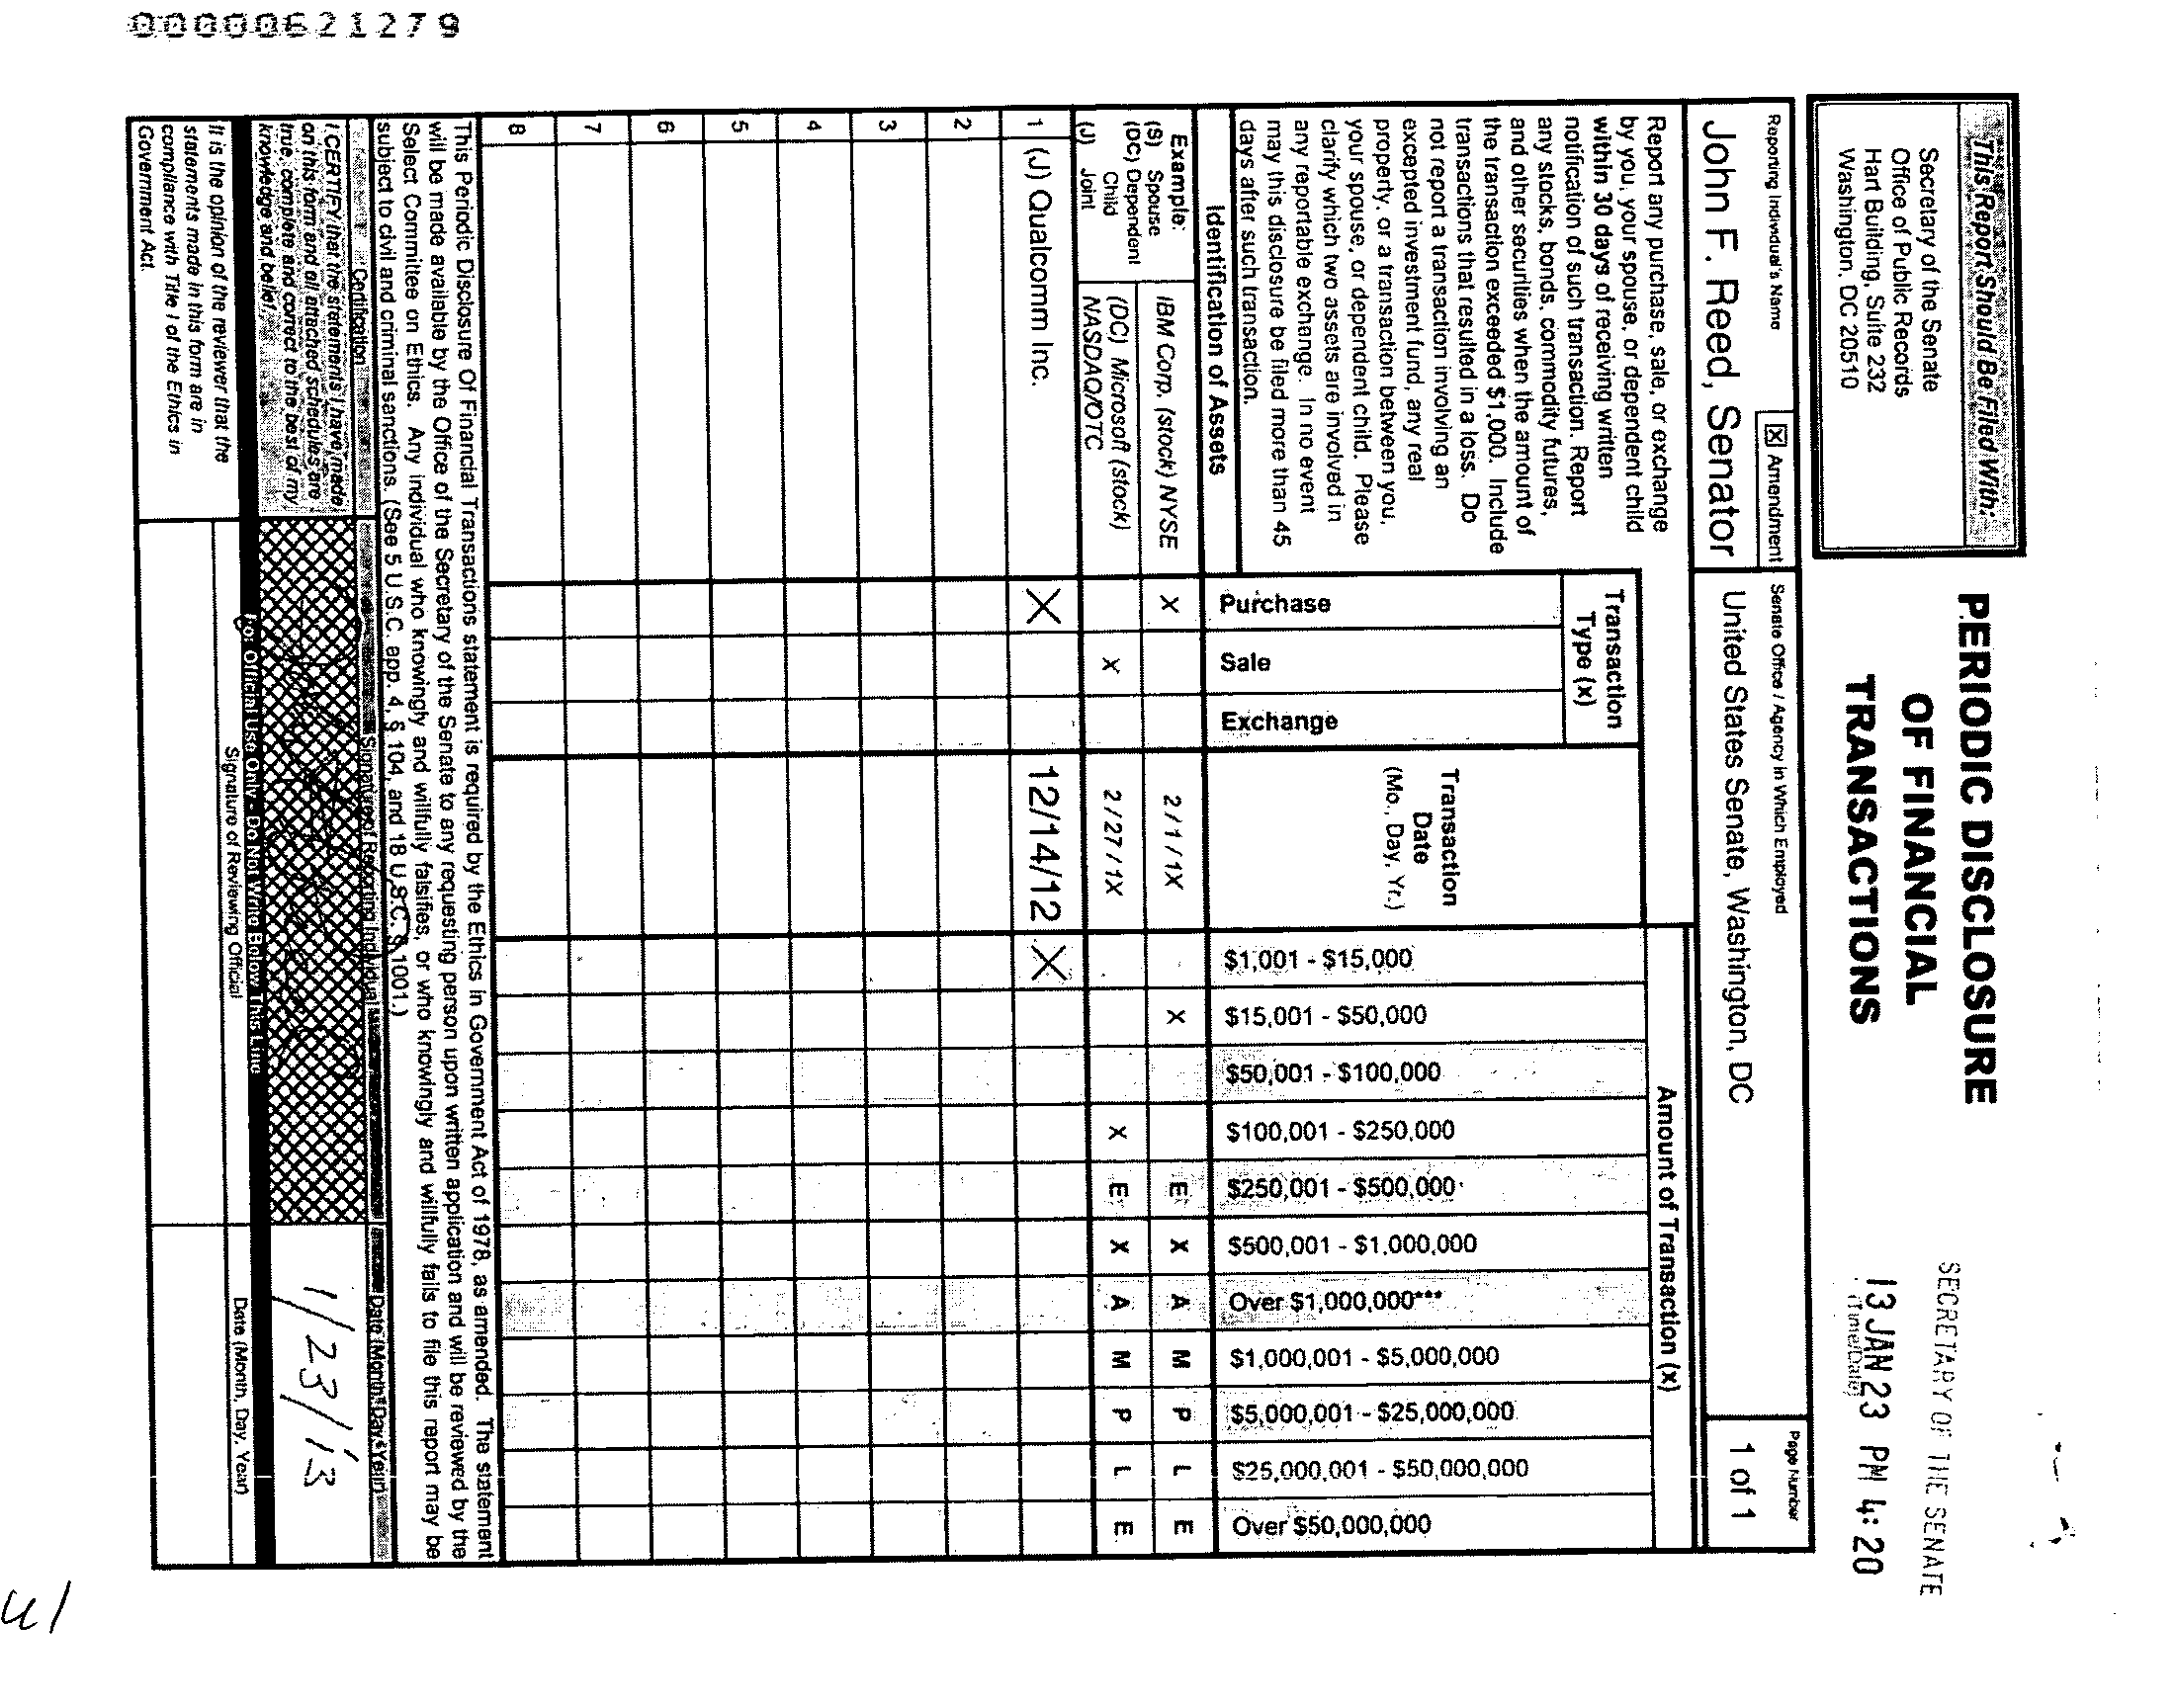 00000621279
This Report Should Be Filed With:
Secretary of the Senate
Office of Public Records
Hart Building, Suite 232
Washington, DC 20510
PERIODIC DISCLOSURE
OF FINANCIAL
TRANSACTIONS
SECRETARY OF THE SENATE
13 JAN 23 PM 4:20
(Time/Date)
Reporting Individual's Name
[X] Amendment
Senate Office / Agency in Which Employed
Page Number
John F. Reed, Senator
United States Senate, Washington, DC
1 of 1
Report any purchase, sale, or exchange
by you, your spouse, or dependent child
within 30 days of receiving written
notification of such transaction. Report
any stocks, bonds, commodity futures,
and other securities when the amount of
the transaction exceeded $1,000. Include
transactions that resulted in a loss. Do
not report a transaction involving an
excepted investment fund, any real
property, or a transaction between you,
your spouse, or dependent child. Please
clarify which two assets are involved in
any reportable exchange. In no event
may this disclosure be filed more than 45
days after such transaction.
Identification of Assets
Transaction
Type (x)
Purchase
Sale
Exchange
Transaction
Date
(Mo., Day, Yr.)
Amount of Transaction (x)
$1,001 - $15,000
$15,001 - $50,000
$50,001 - $100,000
$100,001 - $250,000
$250,001 - $500,000
$500,001 - $1,000,000
Over $1,000,000***
$1,000,001 - $5,000,000
$5,000,001 - $25,000,000
$25,000,001 - $50,000,000
Over $50,000,000
Example:
(S) Spouse
(DC) Dependent
Child
(J) Joint
IBM Corp. (stock) NYSE X 2/1/1X X E X A M P L E
(DC) Microsoft (stock)
NASDAQ/OTC X 2/27/1X X E X A M P L E
1 (J) Qualcomm Inc. X 12/14/12 X
2
3
4
5
6
7
8
This Periodic Disclosure Of Financial Transactions statement is required by the Ethics in Government Act of 1978, as amended. The statement
will be made available by the Office of the Secretary of the Senate to any requesting person upon written application and will be reviewed by the
Select Committee on Ethics. Any individual who knowingly and willfully falsifies, or who knowingly and willfully fails to file this report may be
subject to civil and criminal sanctions. (See 5 U.S.C. app. 4, § 104, and 18 U.S.C. § 1001.)
Certification
Signature of Reporting Individual
Date (Month, Day, Year)
I CERTIFY that the statements I have made
on this form and all attached schedules are
true, complete and correct to the best of my
knowledge and belief.
1/23/13
For Official Use Only - Do Not Write Below This Line
It is the opinion of the reviewer that the
statements made in this form are in
compliance with Title I of the Ethics in
Government Act.
Signature of Reviewing Official
Date (Month, Day, Year)